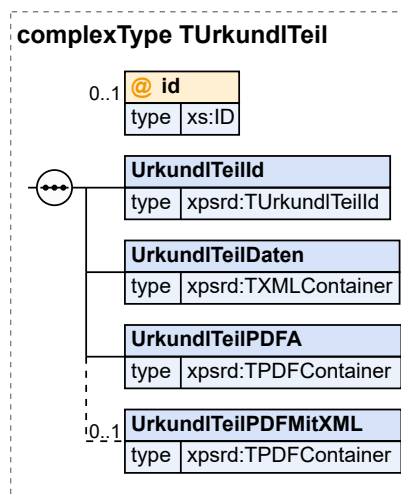 complexType TUrkundlTeil
0..1 @ id
type xs:ID
UrkundlTeilId
type xpsrd:TUrkundlTeilId
UrkundlTeilDaten
type xpsrd:TXMLContainer
UrkundlTeilPDFA
type xpsrd:TPDFContainer
0..1 UrkundlTeilPDFMitXML
type xpsrd:TPDFContainer